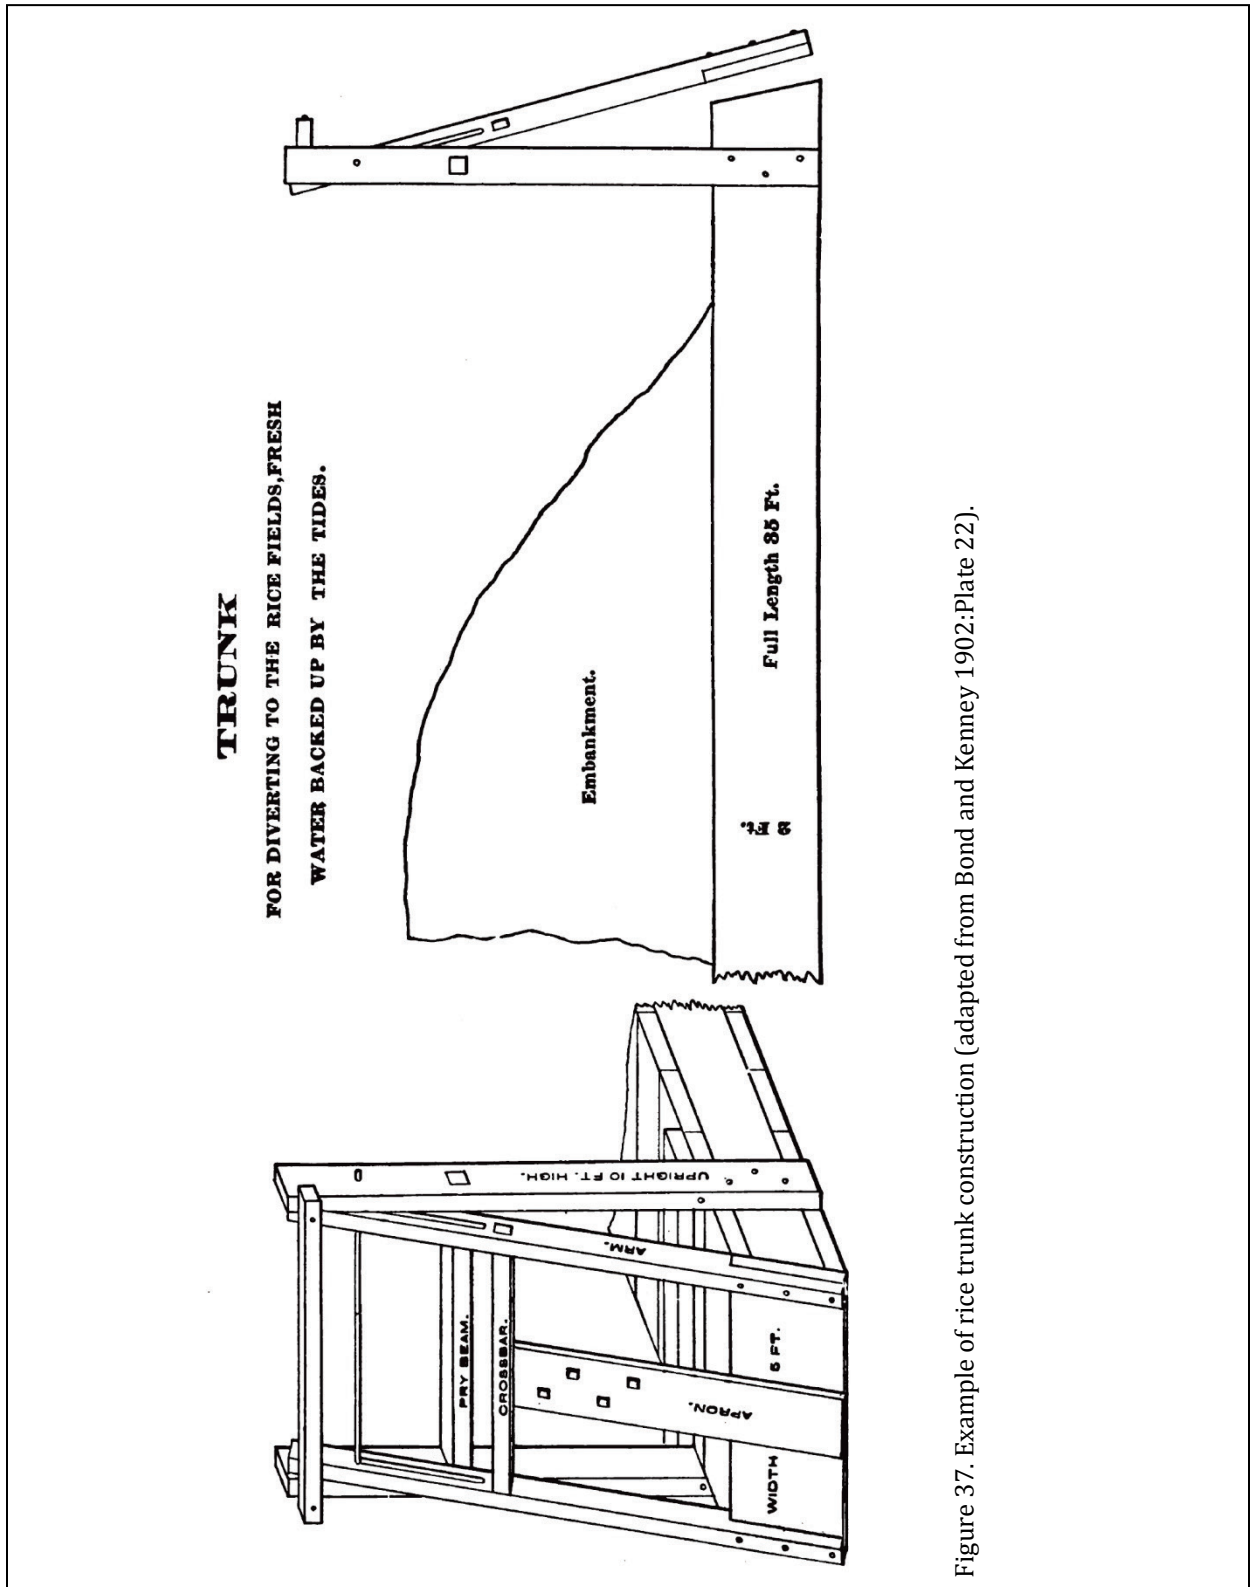 TRUNK
FOR DIVERTING TO THE RICE FIELDS, FRESH
WATER BACKED UP BY THE TIDES.
PRY BEAM.
CROSSBAR.
UPRIGHT 10 FT. HIGH.
ARM.
APRON.
WIDTH 5 FT.
Embankment.
2 Ft.
Full Length 35 Ft.
Figure 37. Example of rice trunk construction (adapted from Bond and Kenney 1902:Plate 22).